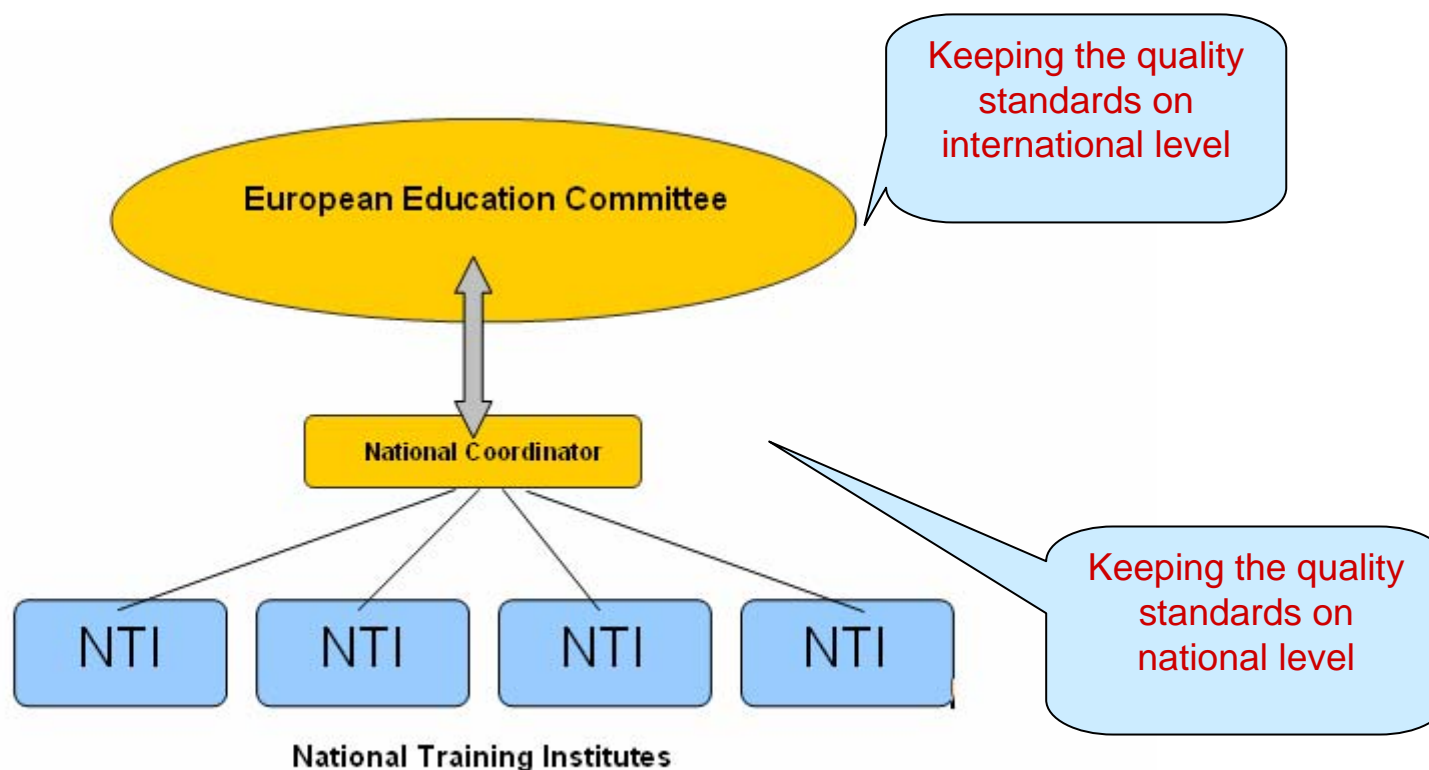 Keeping the quality
standards on
international level
European Education Committee
National Coordinator
Keeping the quality
standards on
national level
NTI NTI NTI NTI
National Training Institutes